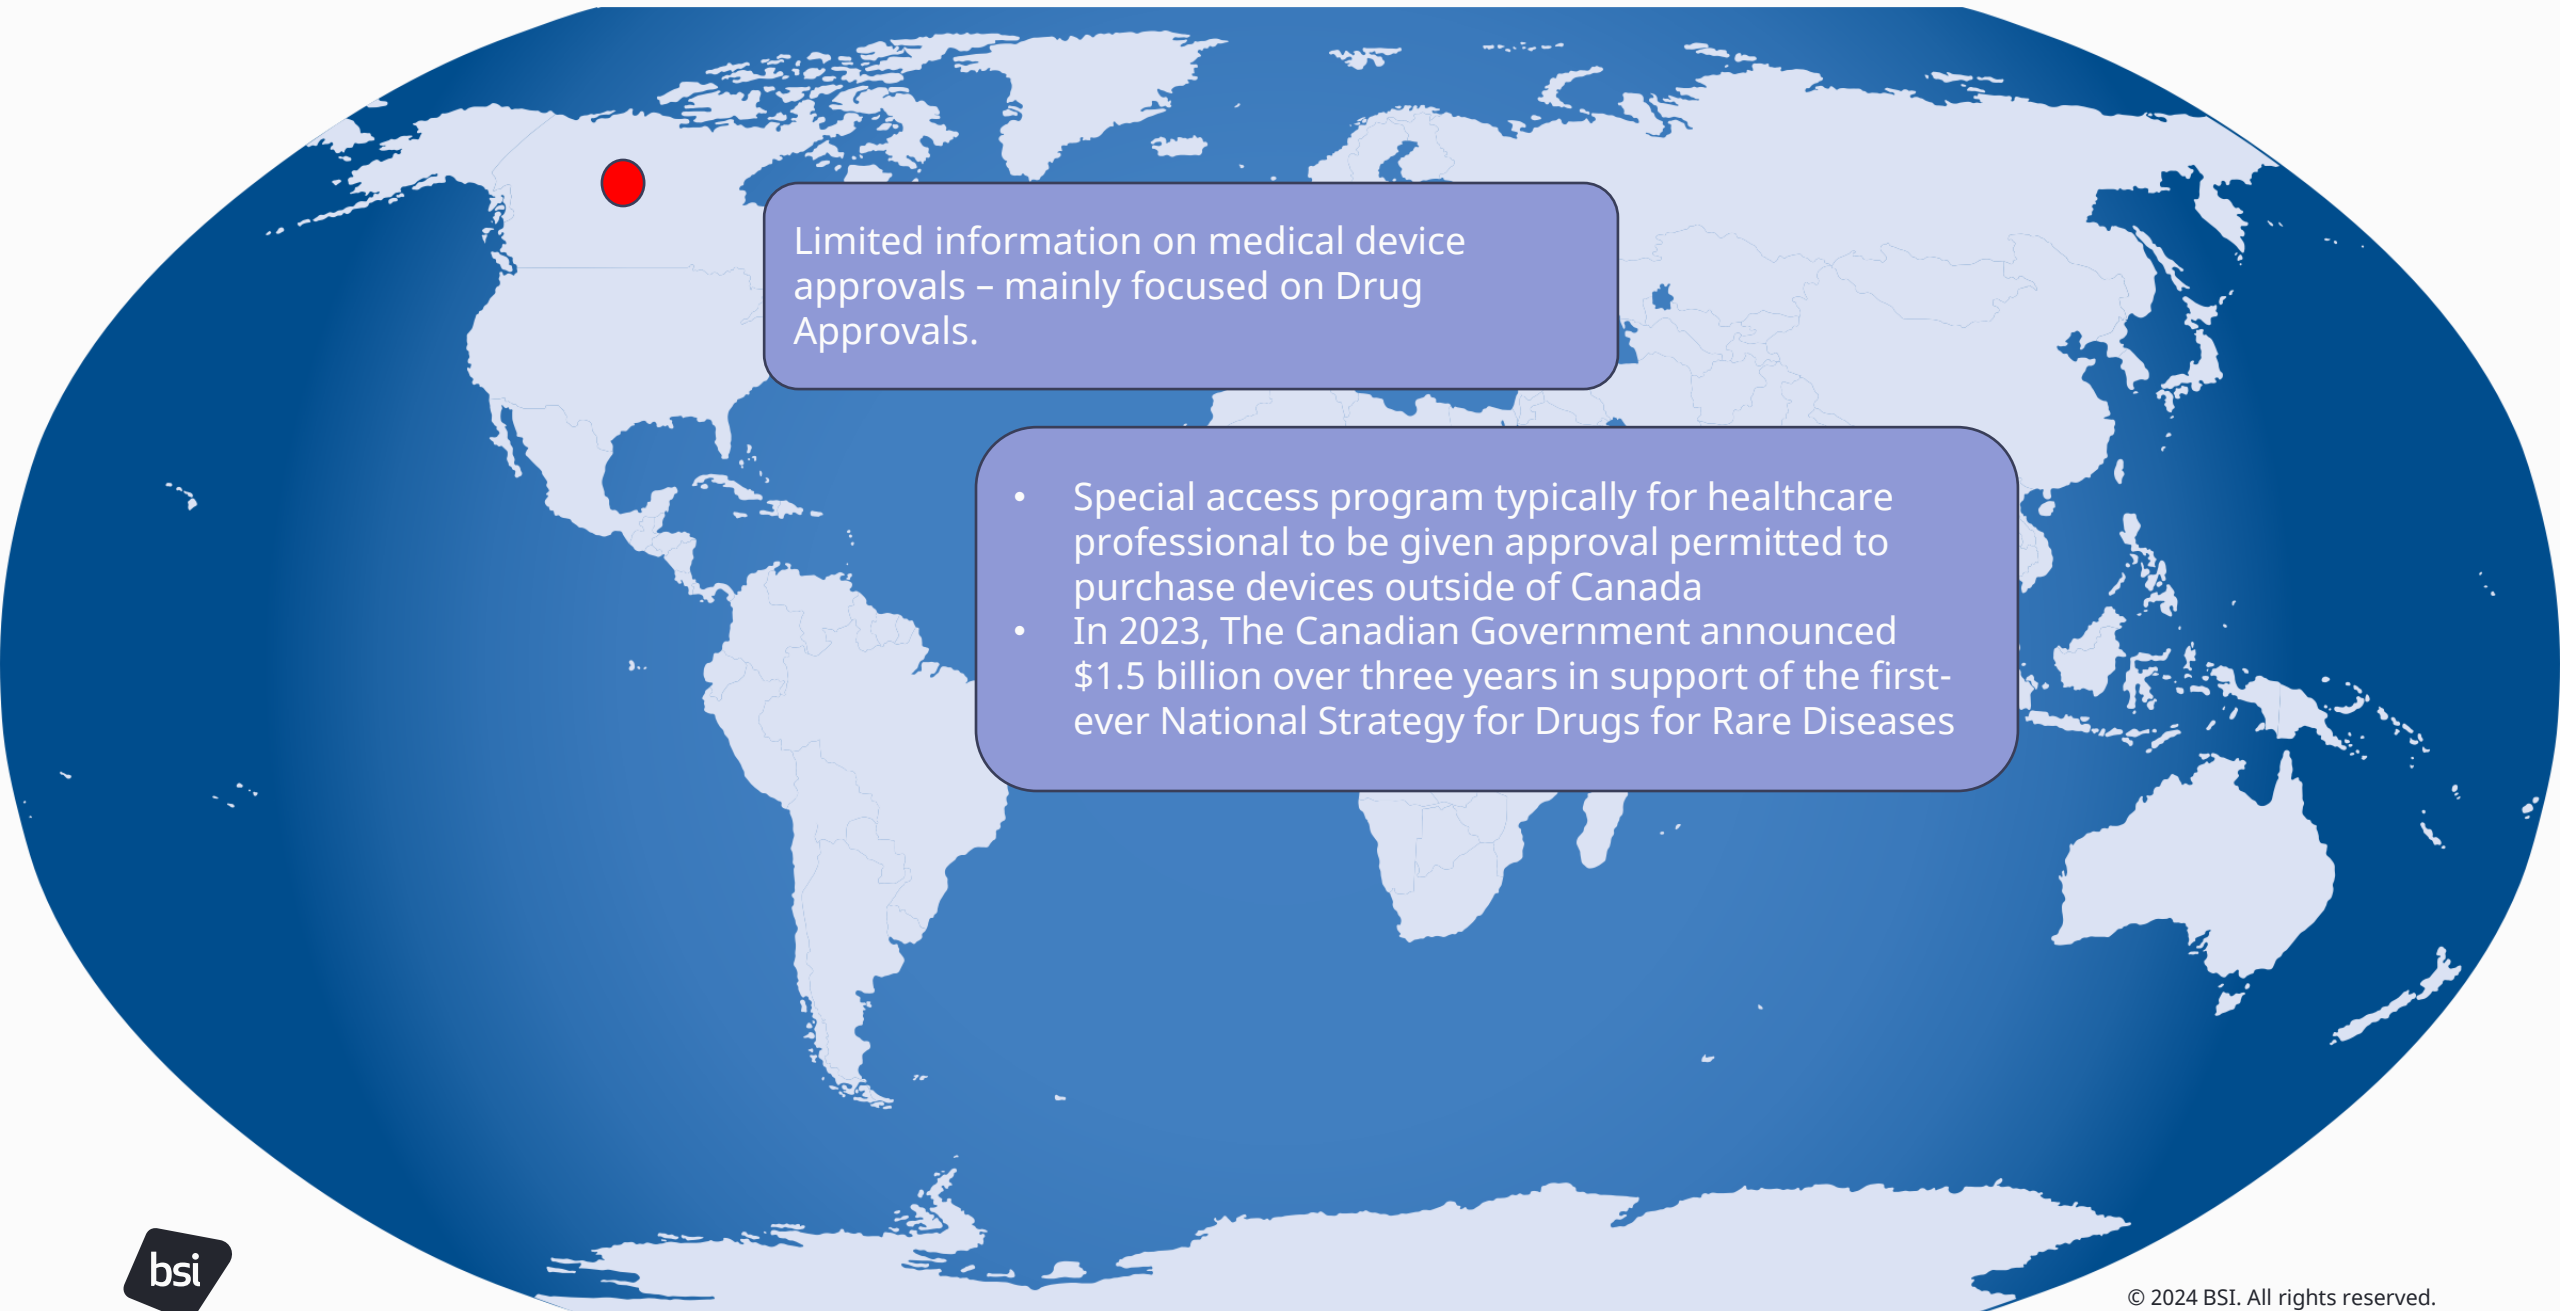 Limited information on medical device
approvals – mainly focused on Drug
Approvals.
• Special access program typically for healthcare
professional to be given approval permitted to
purchase devices outside of Canada
• In 2023, The Canadian Government announced
$1.5 billion over three years in support of the first-
ever National Strategy for Drugs for Rare Diseases
bsi
© 2024 BSI. All rights reserved.